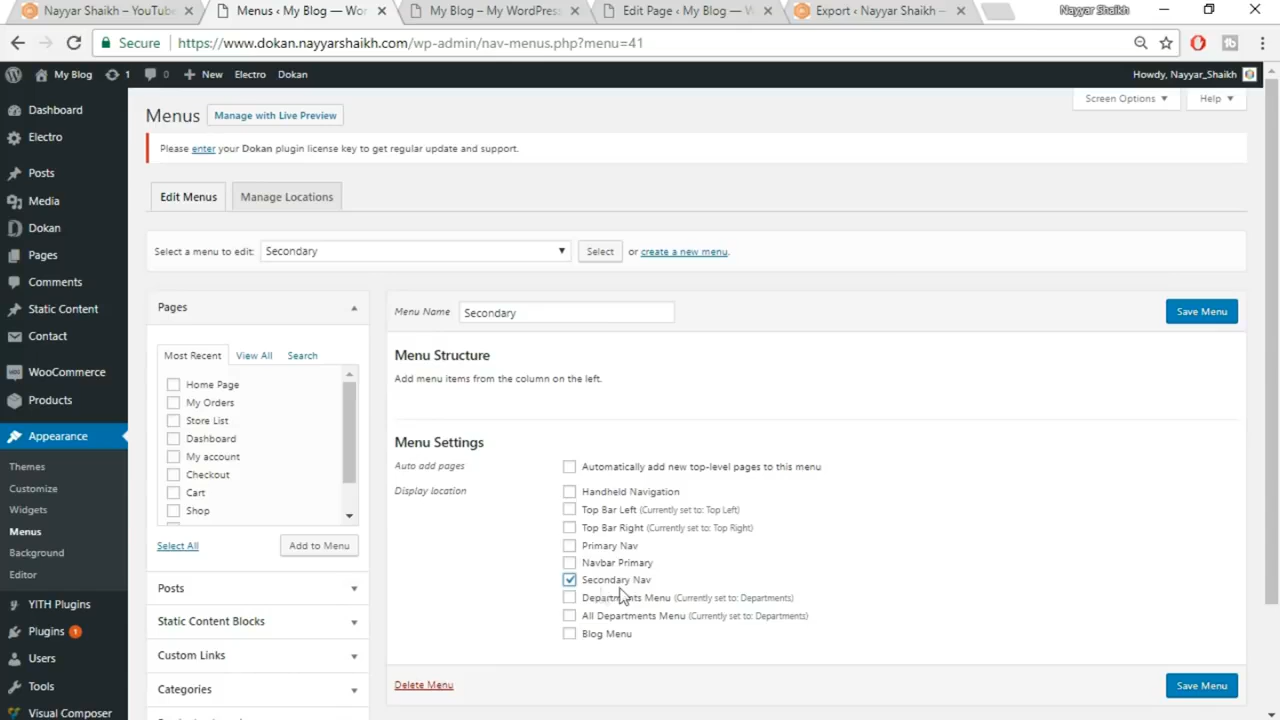 Nayyar Shaikh – YouTube
Menus ‹ My Blog — Wor
My Blog – My WordPress
Edit Page ‹ My Blog — W
Export ‹ Nayyar Shaikh —
Nayyar Shaikh
Secure
https://www.dokan.nayyarshaikh.com/wp-admin/nav-menus.php?menu=41
My Blog
1
0
New
Electro
Dokan
Howdy, Nayyar_Shaikh
Dashboard
Electro
Posts
Media
Dokan
Pages
Comments
Static Content
Contact
WooCommerce
Products
Appearance
Themes
Customize
Widgets
Menus
Background
Editor
YITH Plugins
Plugins 1
Users
Tools
Visual Composer
Screen Options
Help
Menus
Manage with Live Preview
Please enter your Dokan plugin license key to get regular update and support.
Edit Menus
Manage Locations
Select a menu to edit: Secondary Select or create a new menu.
Pages
Most Recent
View All
Search
Home Page
My Orders
Store List
Dashboard
My account
Checkout
Cart
Shop
Select All
Add to Menu
Posts
Static Content Blocks
Custom Links
Categories
Menu Name Secondary
Save Menu
Menu Structure
Add menu items from the column on the left.
Menu Settings
Auto add pages
Automatically add new top-level pages to this menu
Display location
Handheld Navigation
Top Bar Left (Currently set to: Top Left)
Top Bar Right (Currently set to: Top Right)
Primary Nav
Navbar Primary
Secondary Nav
Departments Menu (Currently set to: Departments)
All Departments Menu (Currently set to: Departments)
Blog Menu
Delete Menu
Save Menu